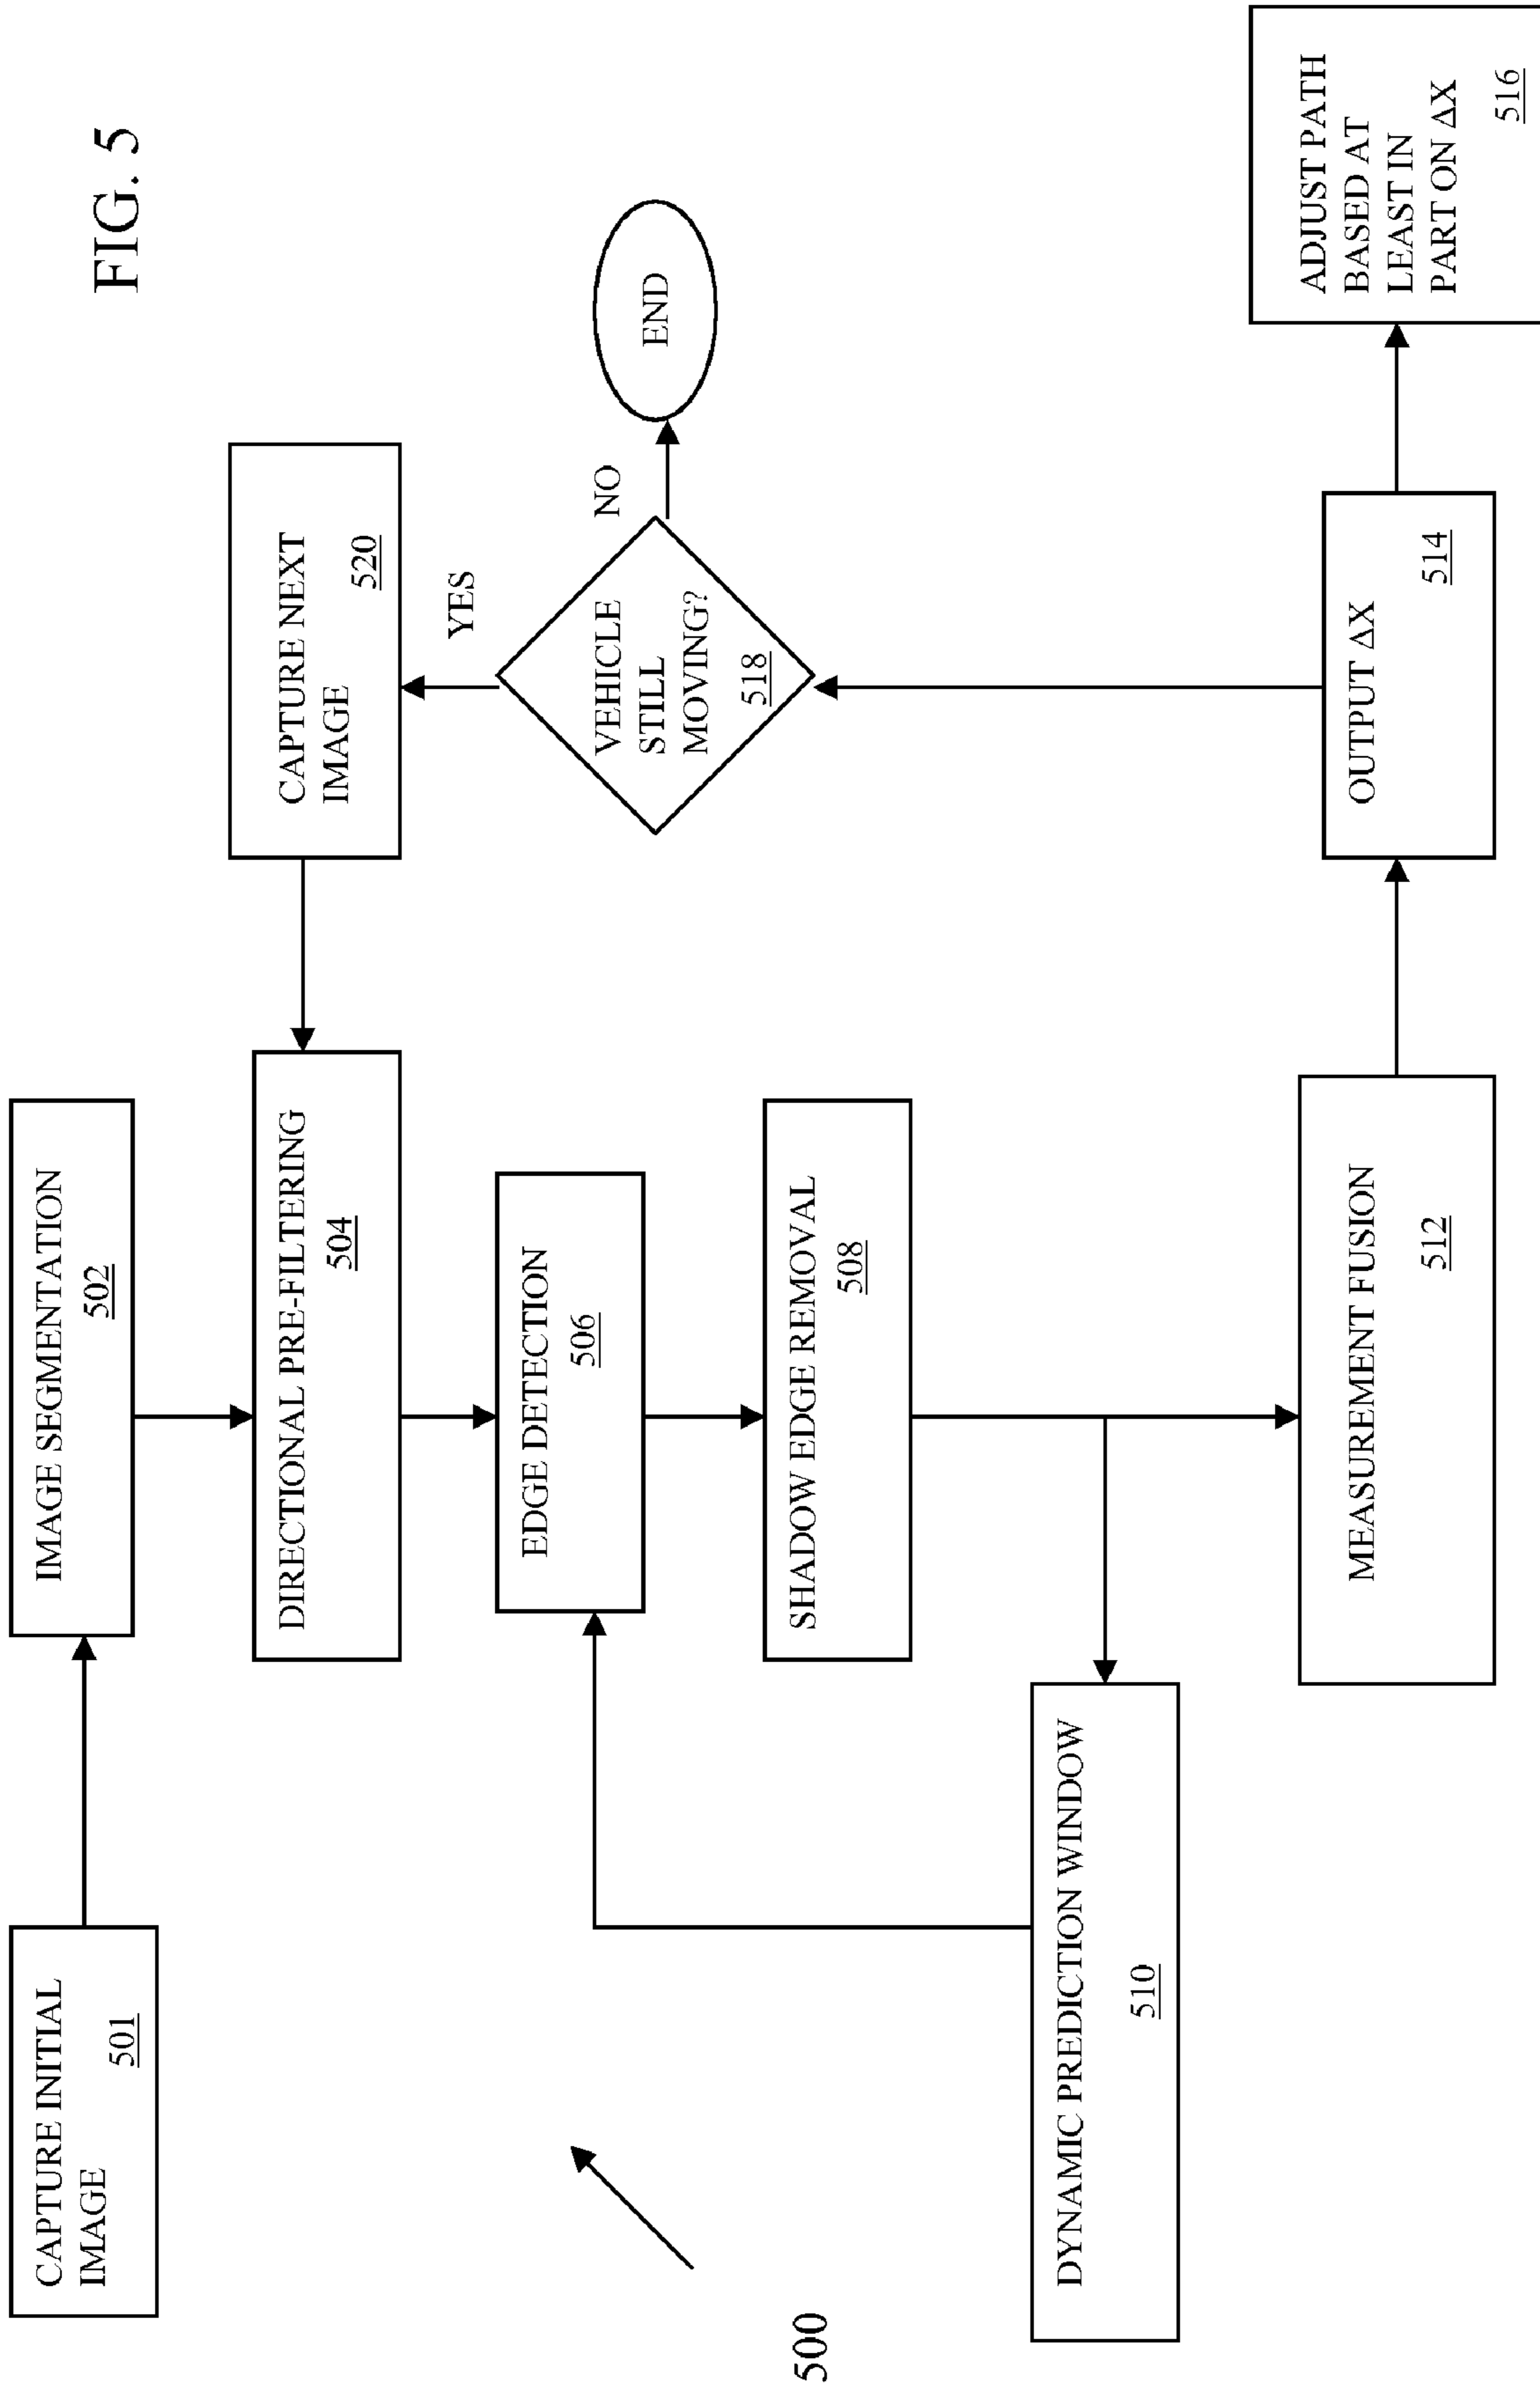 FIG. 5
CAPTURE INITIAL
IMAGE
501
IMAGE SEGMENTATION
502
DIRECTIONAL PRE-FILTERING
504
CAPTURE NEXT
IMAGE
520
EDGE DETECTION
506
YES
NO
VEHICLE
STILL
MOVING?
518
END
SHADOW EDGE REMOVAL
508
500
DYNAMIC PREDICTION WINDOW
510
MEASUREMENT FUSION
512
OUTPUT ΔX
514
ADJUST PATH
BASED AT
LEAST IN
PART ON ΔX
516